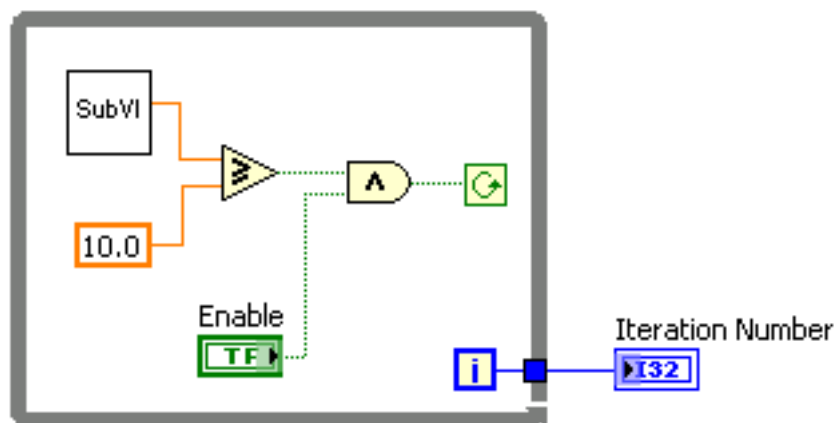 SubVI
≥
∧
10.0
Enable
TF
Iteration Number
i
I32